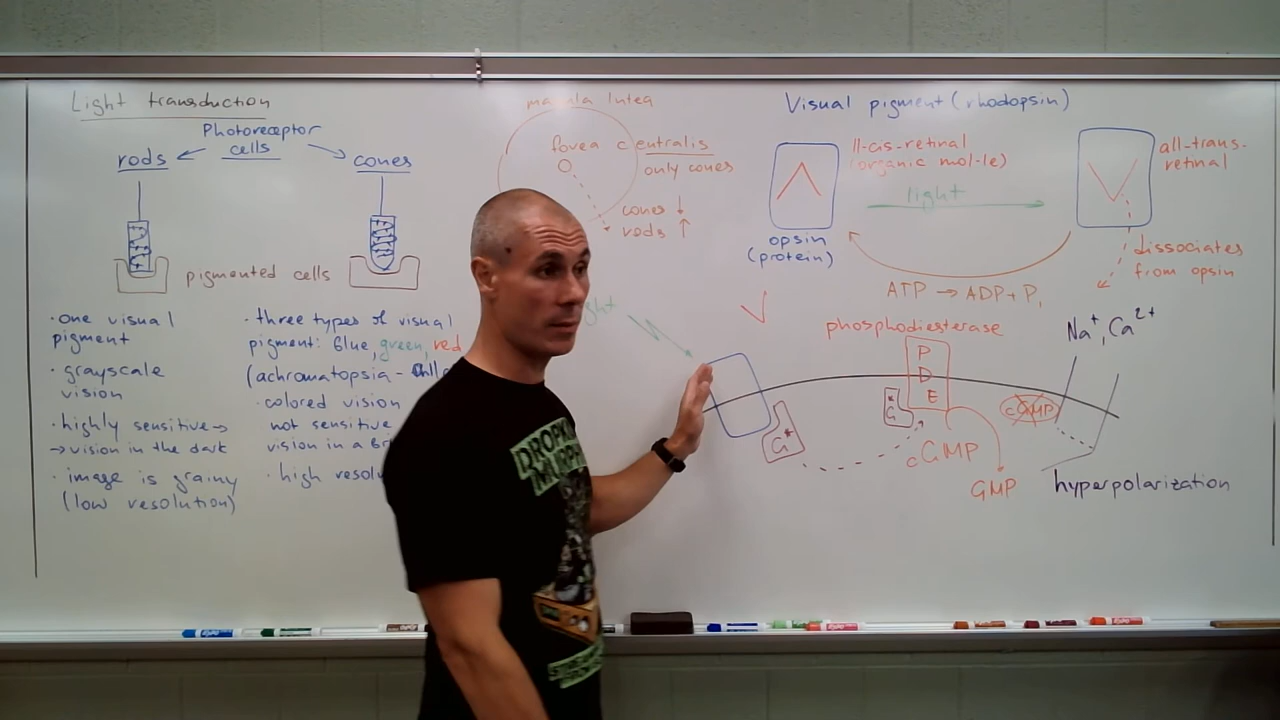 Light transduction
Photoreceptor
cells
rods
cones
pigmented cells
· one visual
pigment
· grayscale
vision
· highly sensitive →
→ vision in the dark
· image is grainy
(low resolution)
· three types of visual
pigment: blue, green, red
(achromatopsia -
· colored vision
not sensitive
vision in a
· high
macula lutea
fovea centralis
only cones
cones ↓
rods ↑
Visual pigment (rhodopsin)
11-cis-retinal
(organic mol-le)
light
all-trans-
retinal
opsin
(protein)
dissociates
from opsin
ATP → ADP + Pi
phosphodiesterase
PDE
Na⁺, Ca²⁺
G*
G*
cGMP
cGMP
GMP
hyperpolarization
DROPKICK
MURPHYS
EXPO